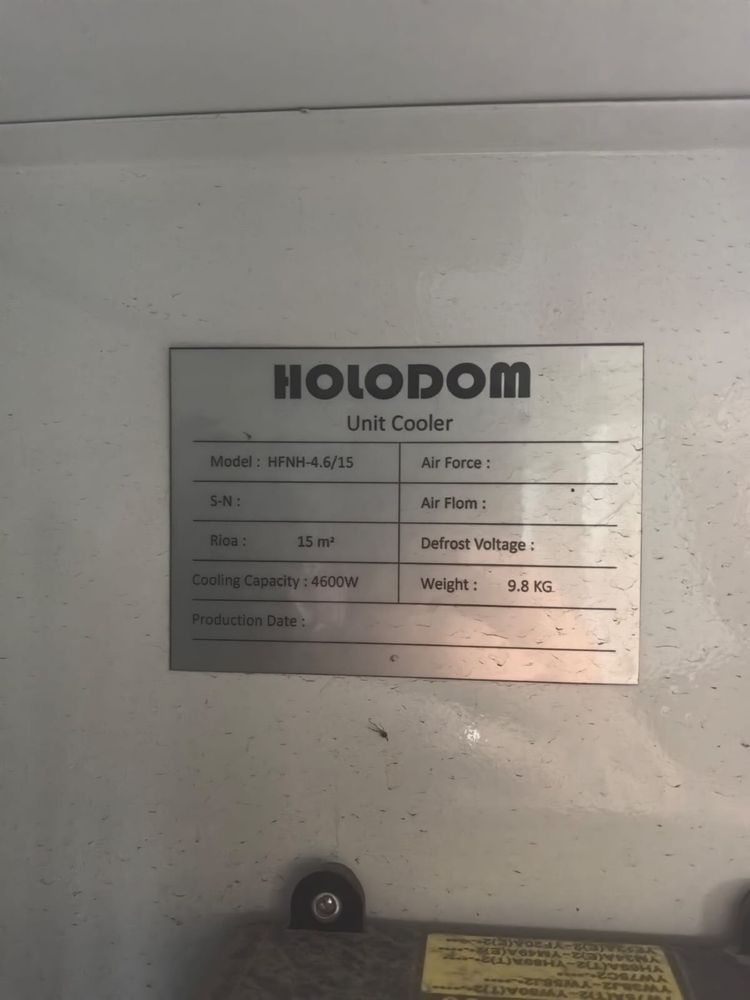 HOLODOM
Unit Cooler
Model : HFNH-4.6/15
Air Force :
S-N :
Air Flom :
Rioa : 15 m²
Defrost Voltage :
Cooling Capacity : 4600W
Weight : 9.8 KG
Production Date :